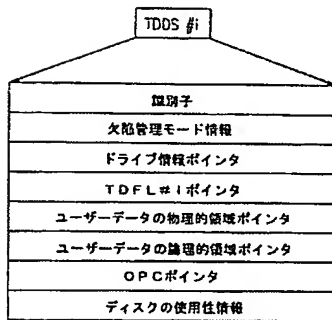 TDDS #i
識別子
欠陥管理モード情報
ドライブ情報ポインタ
TDFL#iポインタ
ユーザーデータの物理的領域ポインタ
ユーザーデータの論理的領域ポインタ
OPCポインタ
ディスクの使用性情報